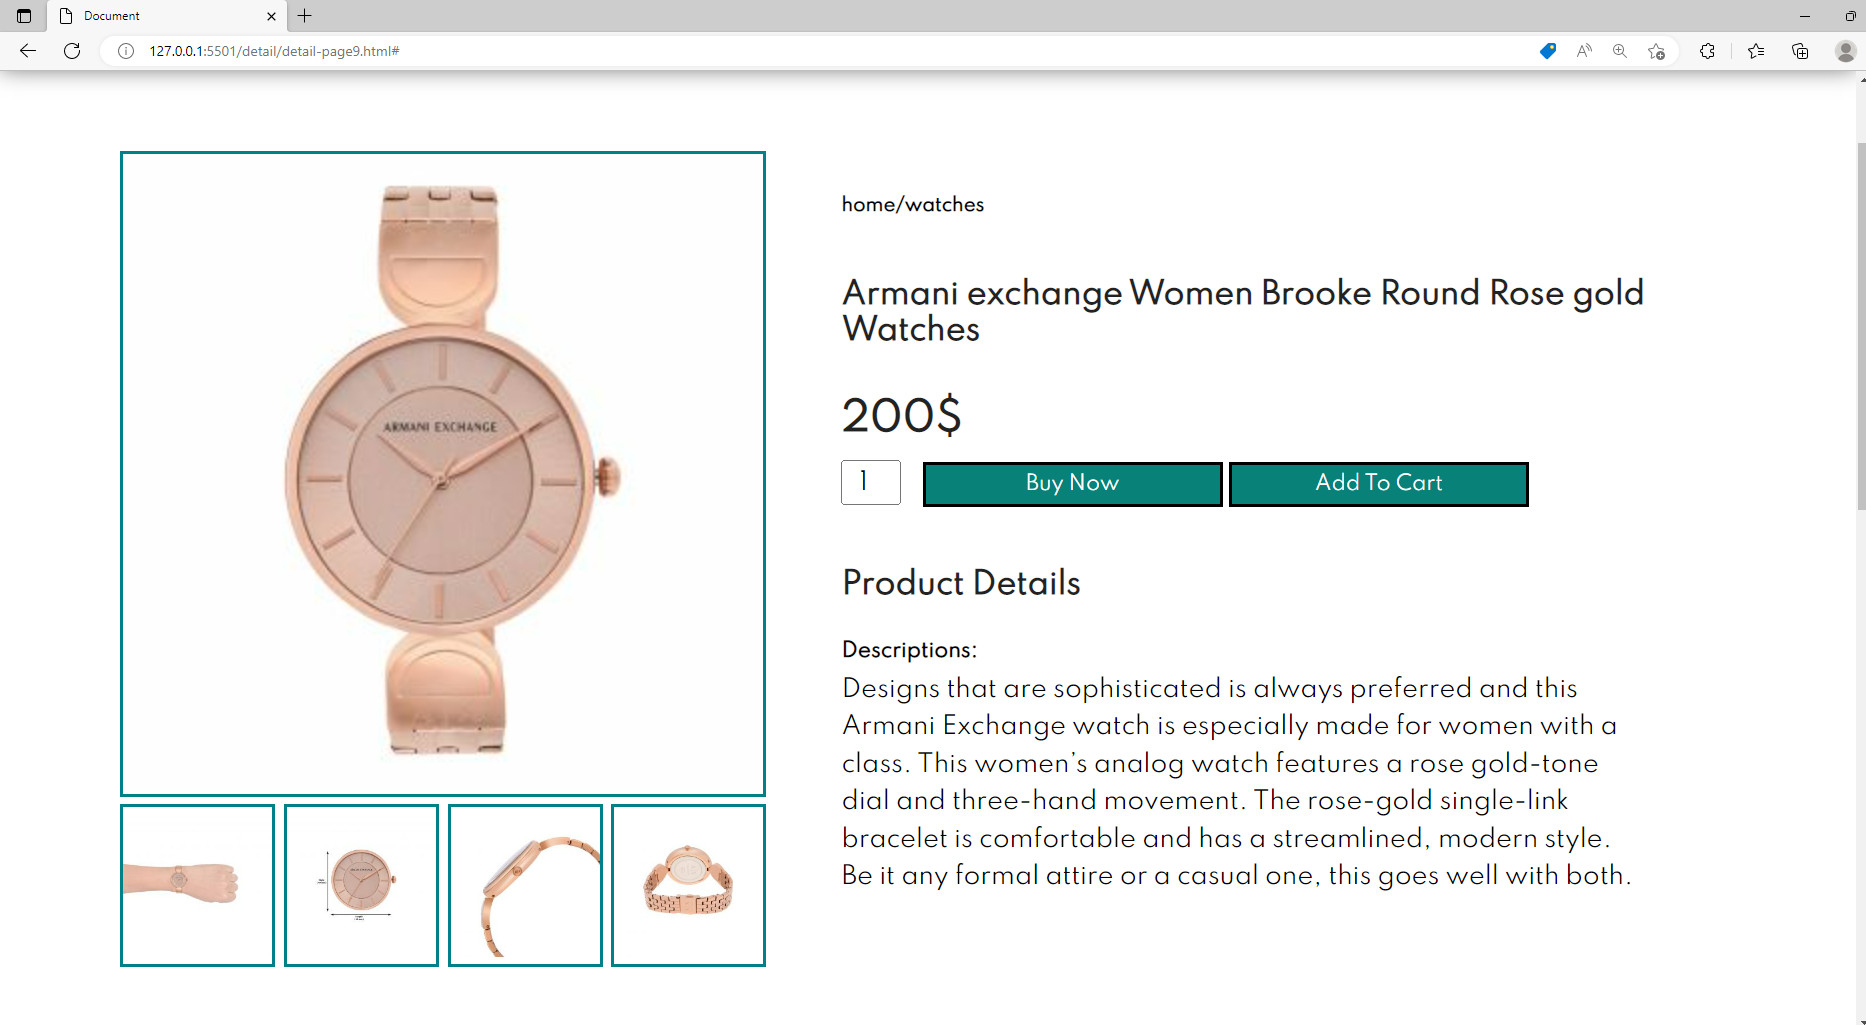 Document
127.0.0.1:5501/detail/detail-page9.html#
home/watches
Armani exchange Women Brooke Round Rose gold
Watches
200$
1
Buy Now
Add To Cart
ARMANI EXCHANGE
Product Details
Descriptions:
Designs that are sophisticated is always preferred and this
Armani Exchange watch is especially made for women with a
class. This women's analog watch features a rose gold-tone
dial and three-hand movement. The rose-gold single-link
bracelet is comfortable and has a streamlined, modern style.
Be it any formal attire or a casual one, this goes well with both.